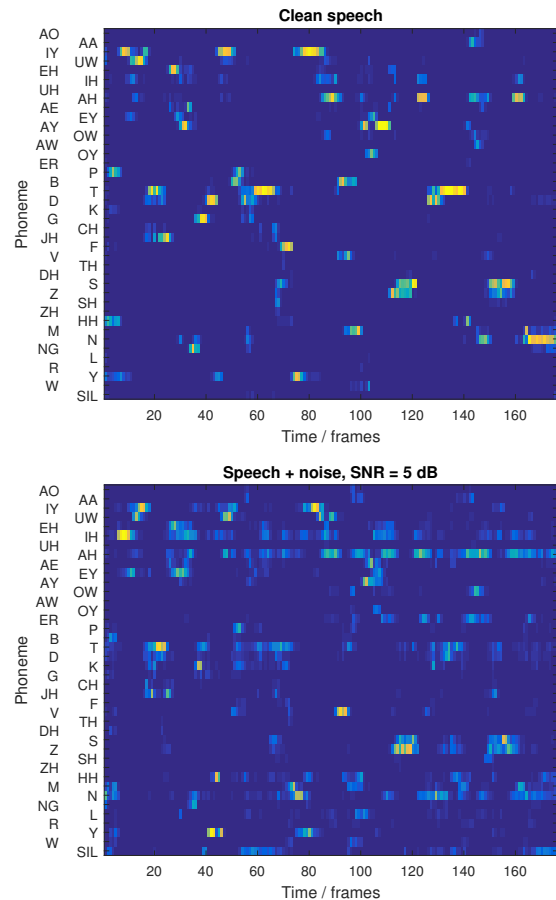 Clean speech
AO
AA
IY
UW
EH
IH
UH
AH
AE
EY
AY
OW
AW
OY
ER
P
B
T
D
K
G
CH
JH
F
V
TH
DH
S
Z
SH
ZH
HH
M
N
NG
L
R
Y
W
SIL
Phoneme
20 40 60 80 100 120 140 160
Time / frames
Speech + noise, SNR = 5 dB
AO
AA
IY
UW
EH
IH
UH
AH
AE
EY
AY
OW
AW
OY
ER
P
B
T
D
K
G
CH
JH
F
V
TH
DH
S
Z
SH
ZH
HH
M
N
NG
L
R
Y
W
SIL
Phoneme
20 40 60 80 100 120 140 160
Time / frames